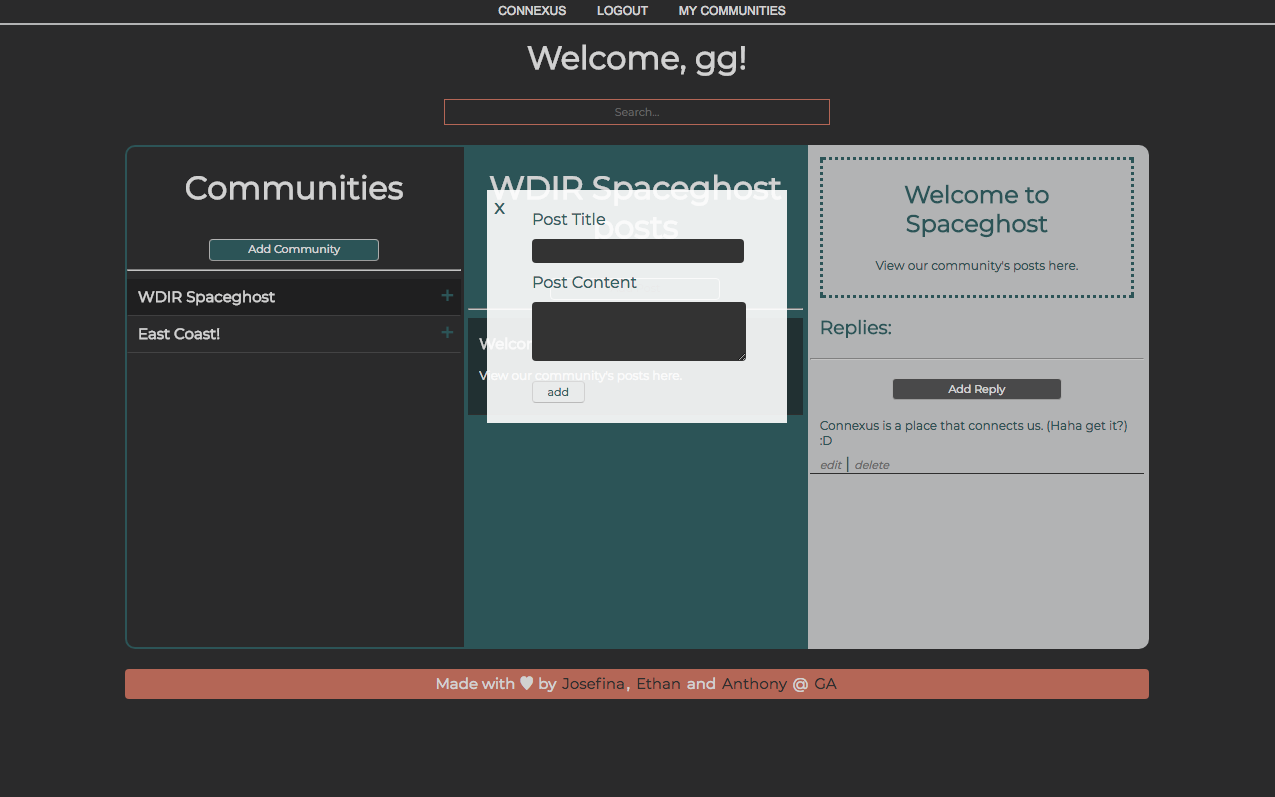 CONNEXUS LOGOUT MY COMMUNITIES
Welcome, gg!
Search...
Communities
Add Community
WDIR Spaceghost +
East Coast! +
WDIR Spaceghost
posts
x
Post Title
Post Content
add
View our community's posts here.
Welcome to
Spaceghost
View our community's posts here.
Replies:
Add Reply
Connexus is a place that connects us. (Haha get it?)
:D
edit | delete
Made with ♥ by Josefina, Ethan and Anthony @ GA